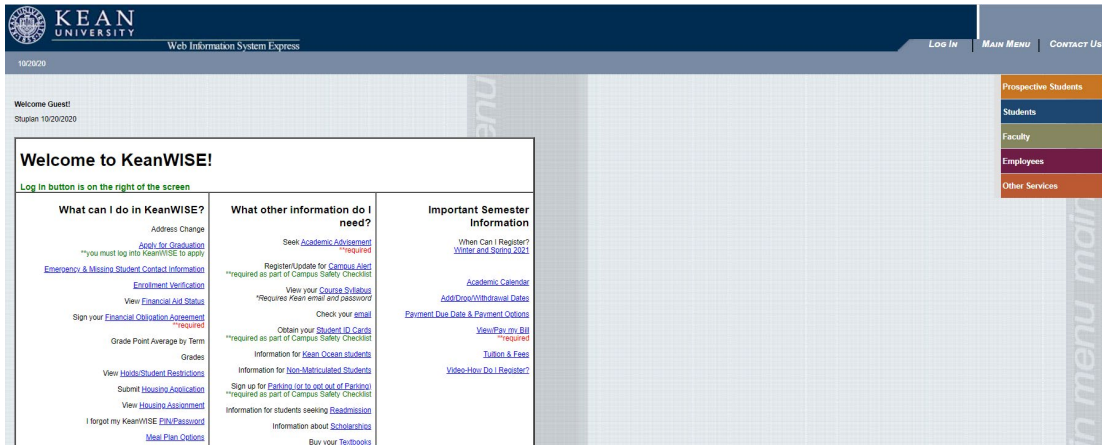 KEAN
UNIVERSITY
Web Information System Express
LOG IN
MAIN MENU
CONTACT US
10/20/20
Welcome Guest!
Stuplan 10/20/2020
Prospective Students
Students
Faculty
Employees
Other Services
Welcome to KeanWISE!
Log In button is on the right of the screen
What can I do in KeanWISE?
Address Change
Apply for Graduation
**you must log into KeanWISE to apply
Emergency & Missing Student Contact Information
Enrollment Verification
View Financial Aid Status
Sign your Financial Obligation Agreement
**required
Grade Point Average by Term
Grades
View Holds/Student Restrictions
Submit Housing Application
View Housing Assignment
I forgot my KeanWISE PIN/Password
Meal Plan Options
What other information do I
need?
Seek Academic Advisement
**required
Register/Update for Campus Alert
**required as part of Campus Safety Checklist
View your Course Syllabus
*Requires Kean email and password
Check your email
Obtain your Student ID Cards
**required as part of Campus Safety Checklist
Information for Kean Ocean students
Information for Non-Matriculated Students
Sign up for Parking (or to opt out of Parking)
**required as part of Campus Safety Checklist
Information for students seeking Readmission
Information about Scholarships
Buy your Textbooks
Important Semester
Information
When Can I Register?
Winter and Spring 2021
Academic Calendar
Add/Drop/Withdrawal Dates
Payment Due Date & Payment Options
View/Pay my Bill
**required
Tuition & Fees
Video-How Do I Register?
enu
in menu main